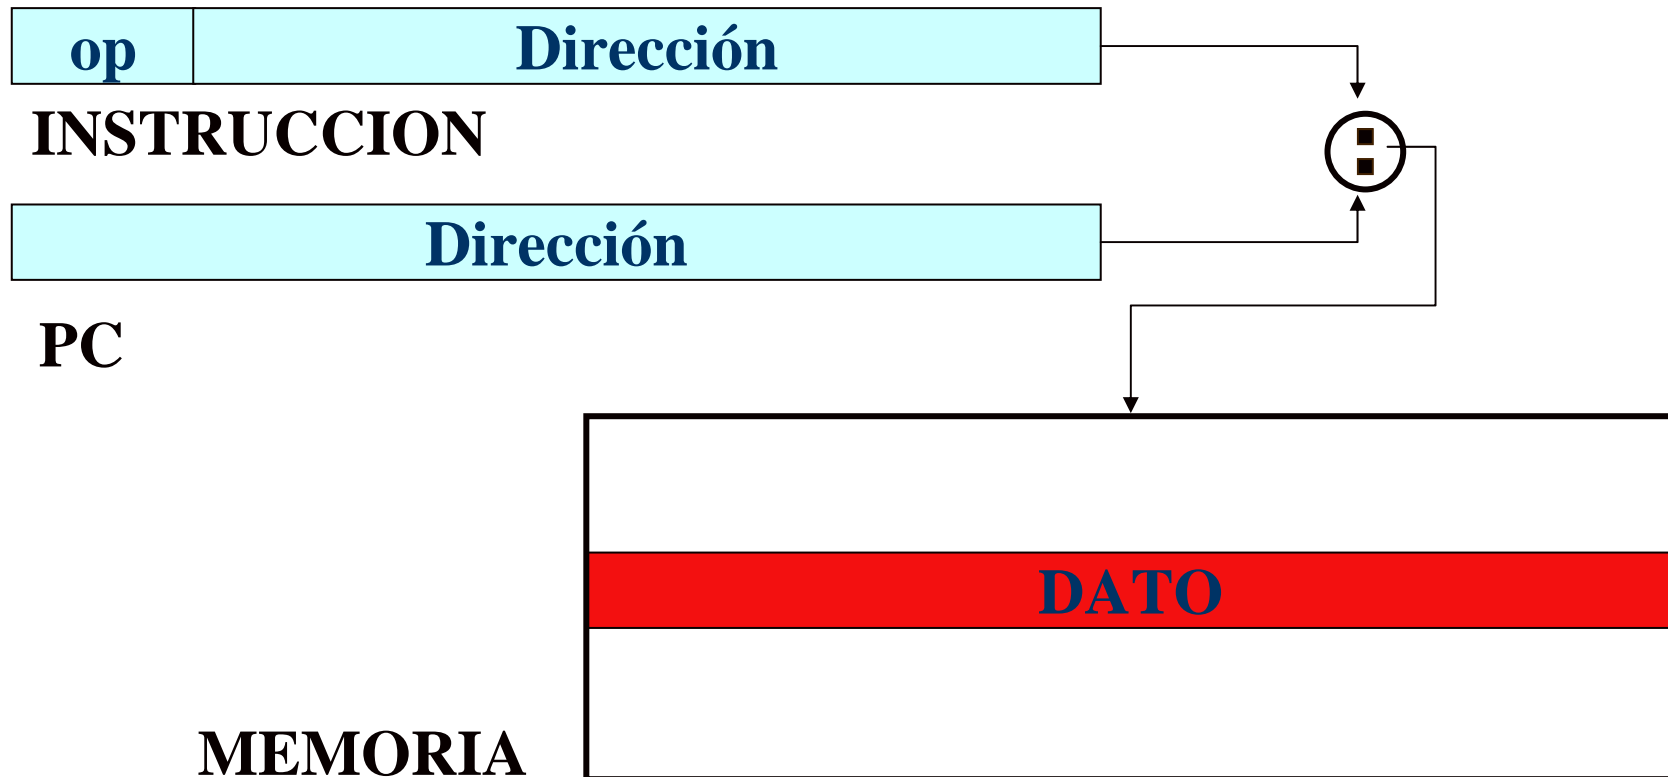 op Dirección
INSTRUCCION
:
Dirección
PC
DATO
MEMORIA